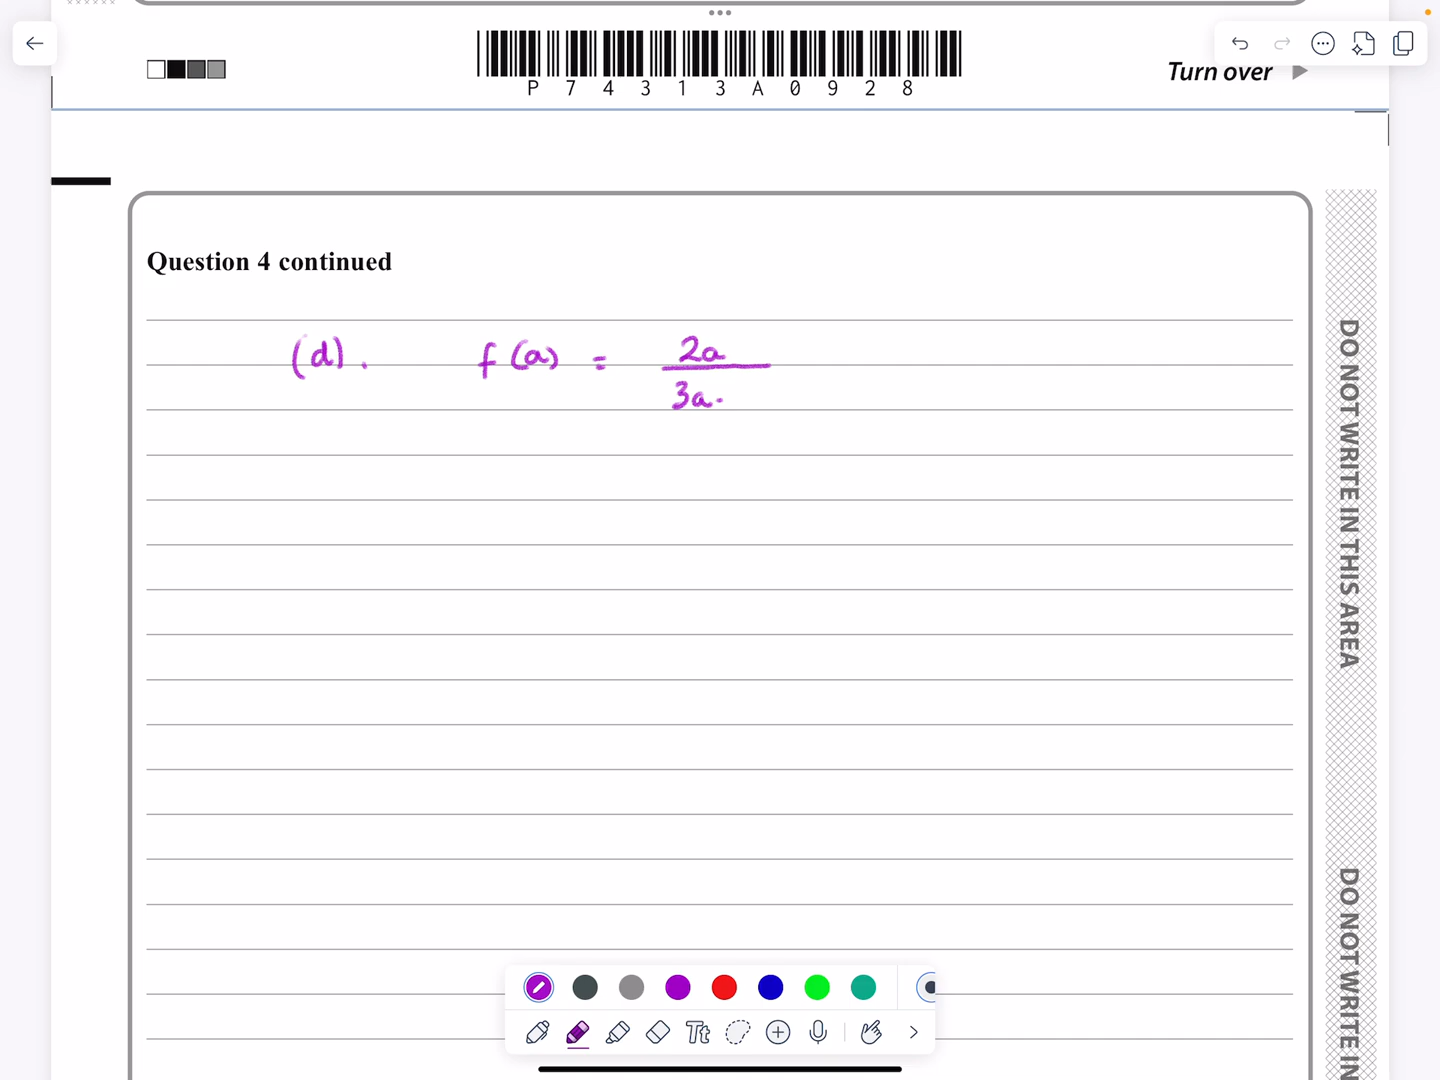 P 7 4 3 1 3 A 0 9 2 8
Turn over
Question 4 continued
(d). f(a) = 2a
3a.
DO NOT WRITE IN THIS AREA
DO NOT WRITE IN
Tt